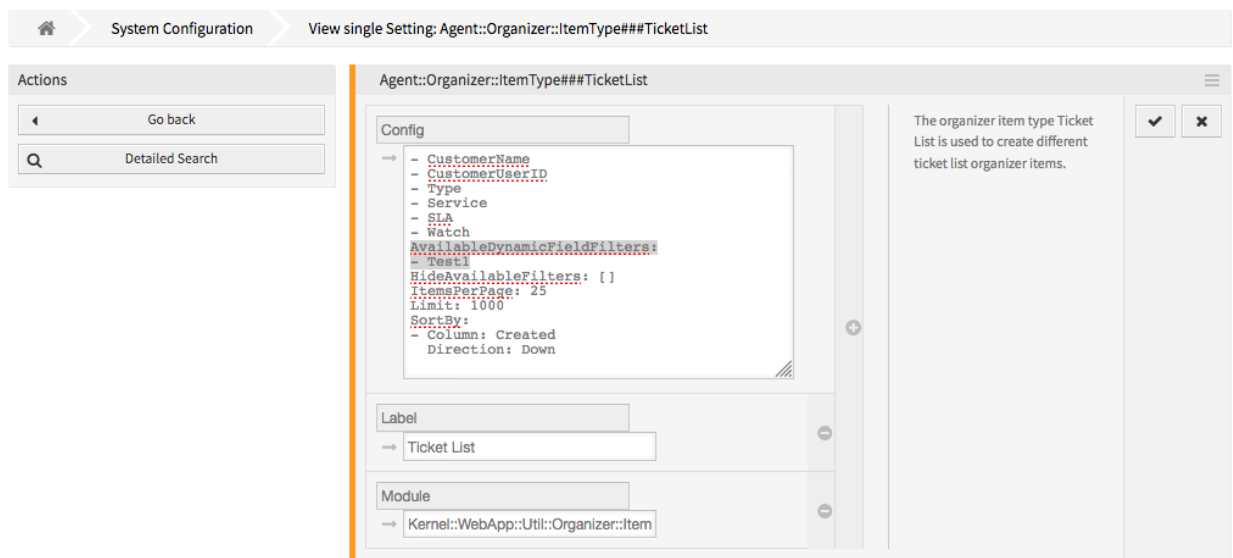 System Configuration
View single Setting: Agent::Organizer::ItemType###TicketList
Actions
Go back
Detailed Search
Agent::Organizer::ItemType###TicketList
Config
- CustomerName
- CustomerUserID
- Type
- Service
- SLA
- Watch
AvailableDynamicFieldFilters:
- Test1
HideAvailableFilters: []
ItemsPerPage: 25
Limit: 1000
SortBy:
- Column: Created
Direction: Down
Label
Ticket List
Module
Kernel::WebApp::Util::Organizer::Item
The organizer item type Ticket
List is used to create different
ticket list organizer items.